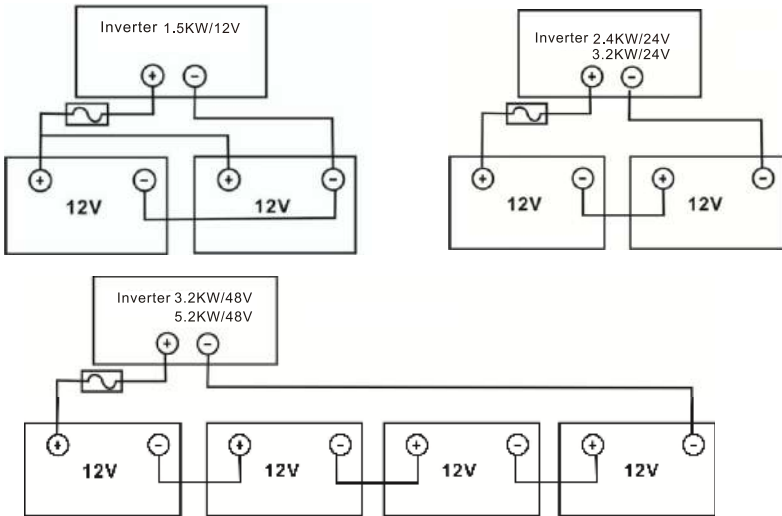 Inverter 1.5KW/12V
+ −
+ − + −
12V 12V
Inverter 2.4KW/24V
3.2KW/24V
+ −
+ − + −
12V 12V
Inverter 3.2KW/48V
5.2KW/48V
+ −
+ − + − + − + −
12V 12V 12V 12V